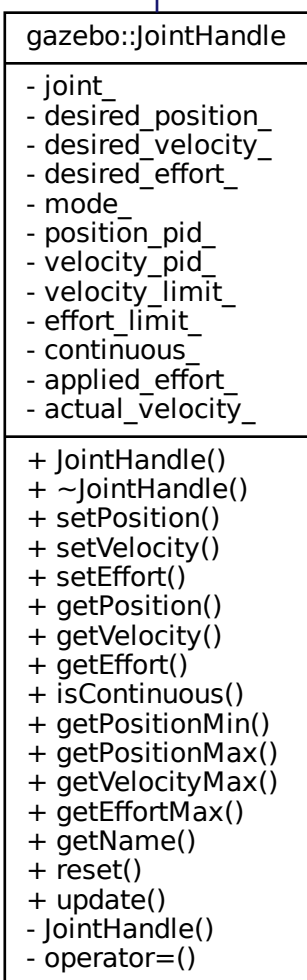 gazebo::JointHandle
- joint_
- desired_position_
- desired_velocity_
- desired_effort_
- mode_
- position_pid_
- velocity_pid_
- velocity_limit_
- effort_limit_
- continuous_
- applied_effort_
- actual_velocity_
+ JointHandle()
+ ~JointHandle()
+ setPosition()
+ setVelocity()
+ setEffort()
+ getPosition()
+ getVelocity()
+ getEffort()
+ isContinuous()
+ getPositionMin()
+ getPositionMax()
+ getVelocityMax()
+ getEffortMax()
+ getName()
+ reset()
+ update()
- JointHandle()
- operator=()